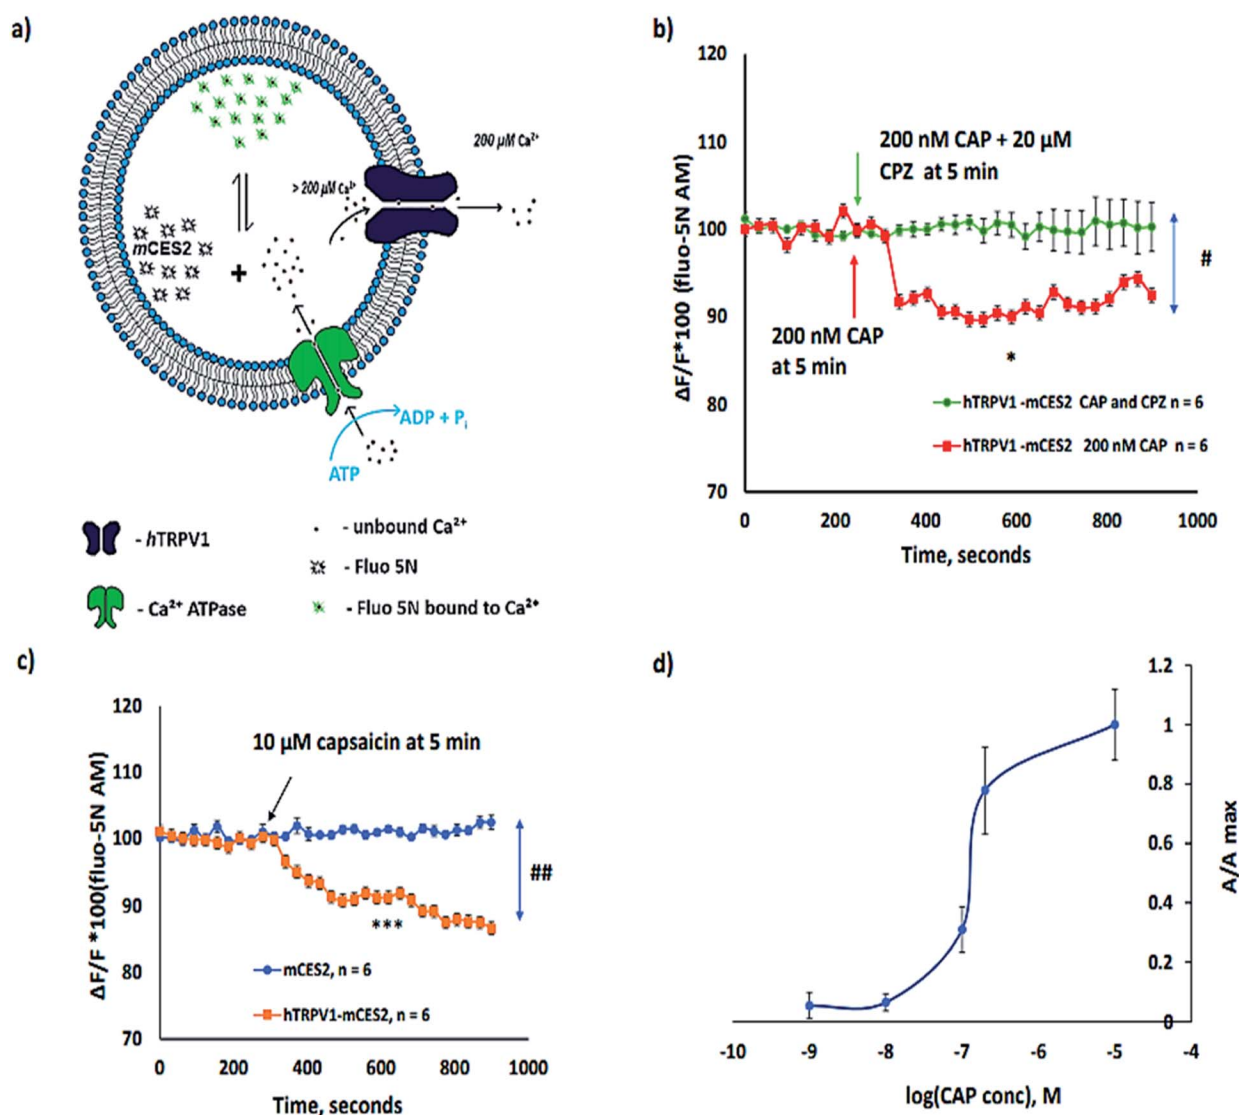 a)
200 µM Ca²⁺
> 200 µM Ca²⁺
mCES2
+
ADP + Pᵢ
ATP
- hTRPV1
- unbound Ca²⁺
- Fluo 5N
- Ca²⁺ ATPase
- Fluo 5N bound to Ca²⁺
b)
120
110
100
90
80
70
ΔF/F*100 (fluo-5N AM)
200 nM CAP + 20 µM
CPZ at 5 min
200 nM CAP
at 5 min
#
*
hTRPV1 -mCES2 CAP and CPZ n = 6
hTRPV1 -mCES2 200 nM CAP n = 6
0 200 400 600 800 1000
Time, seconds
c)
120
110
100
90
80
70
ΔF/F *100(fluo-5N AM)
10 µM capsaicin at 5 min
##
***
mCES2, n = 6
hTRPV1-mCES2, n = 6
0 200 400 600 800 1000
Time, seconds
d)
1.2
1
0.8
0.6
0.4
0.2
0
A/A max
-10 -9 -8 -7 -6 -5 -4
log(CAP conc), M